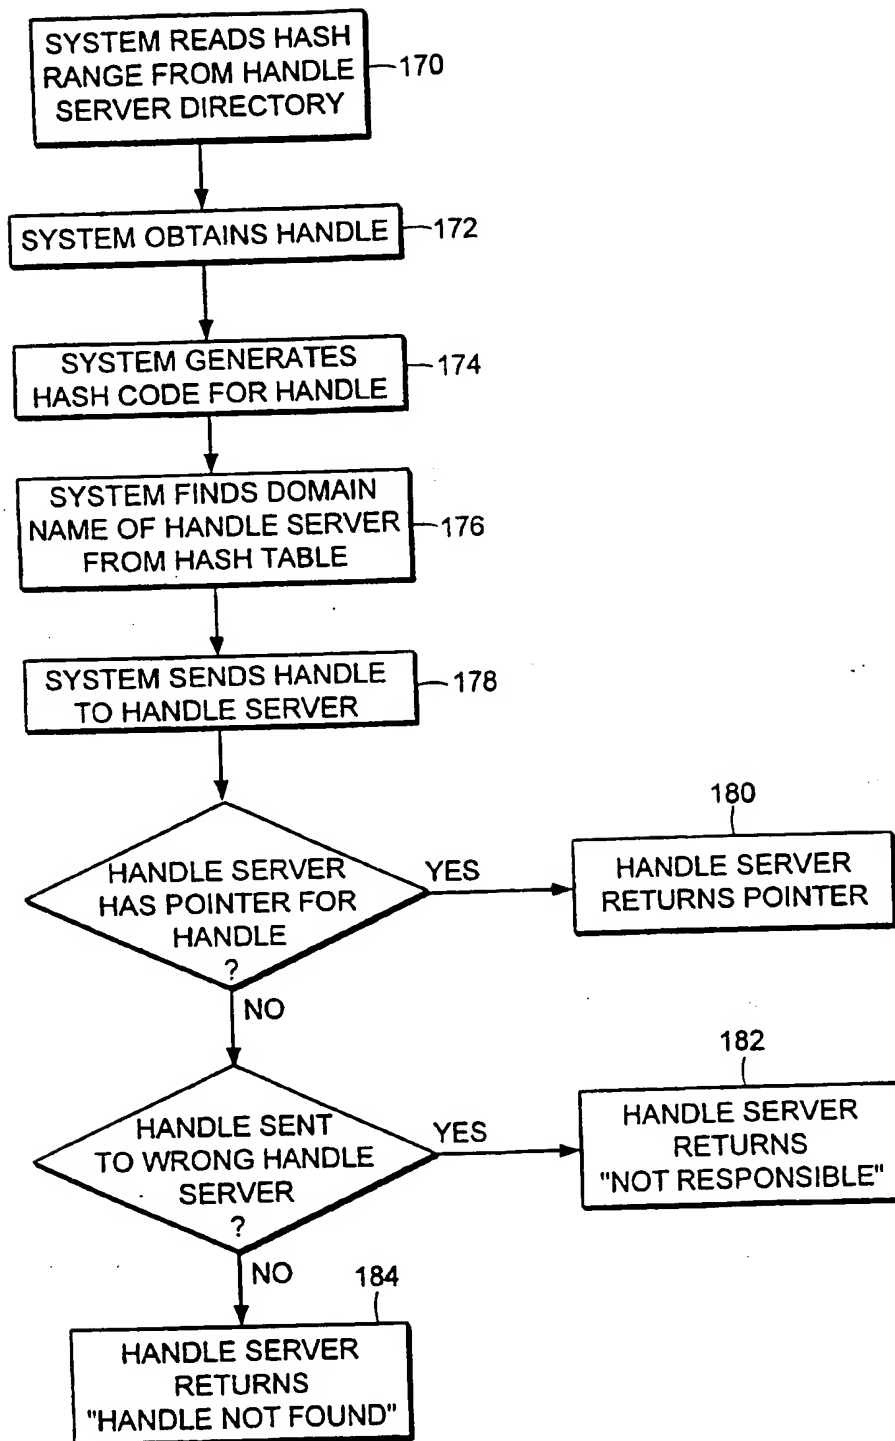 SYSTEM READS HASH
RANGE FROM HANDLE
SERVER DIRECTORY
170
SYSTEM OBTAINS HANDLE
172
SYSTEM GENERATES
HASH CODE FOR HANDLE
174
SYSTEM FINDS DOMAIN
NAME OF HANDLE SERVER
FROM HASH TABLE
176
SYSTEM SENDS HANDLE
TO HANDLE SERVER
178
HANDLE SERVER
HAS POINTER FOR
HANDLE
?
YES
180
HANDLE SERVER
RETURNS POINTER
NO
HANDLE SENT
TO WRONG HANDLE
SERVER
?
YES
182
HANDLE SERVER
RETURNS
"NOT RESPONSIBLE"
NO
184
HANDLE SERVER
RETURNS
"HANDLE NOT FOUND"